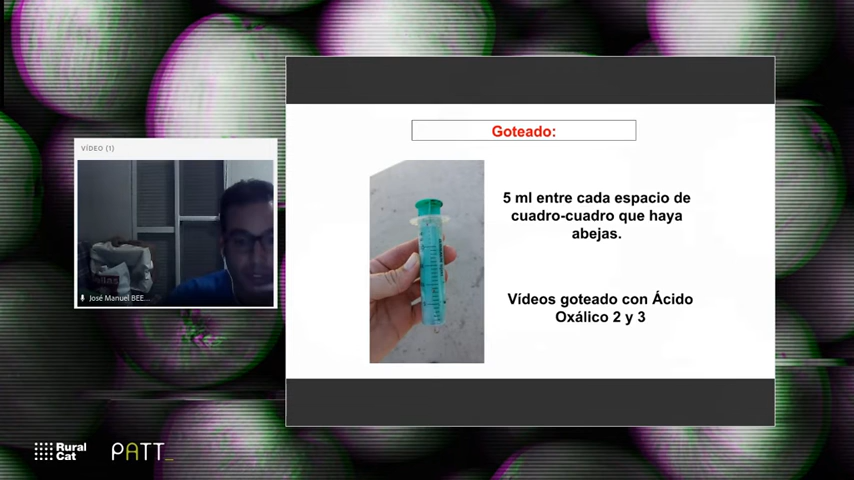 VÍDEO (1)
José Manuel BEE...
Goteado:
5 ml entre cada espacio de
cuadro-cuadro que haya
abejas.
Vídeos goteado con Ácido
Oxálico 2 y 3
Rural
Cat
PATT_